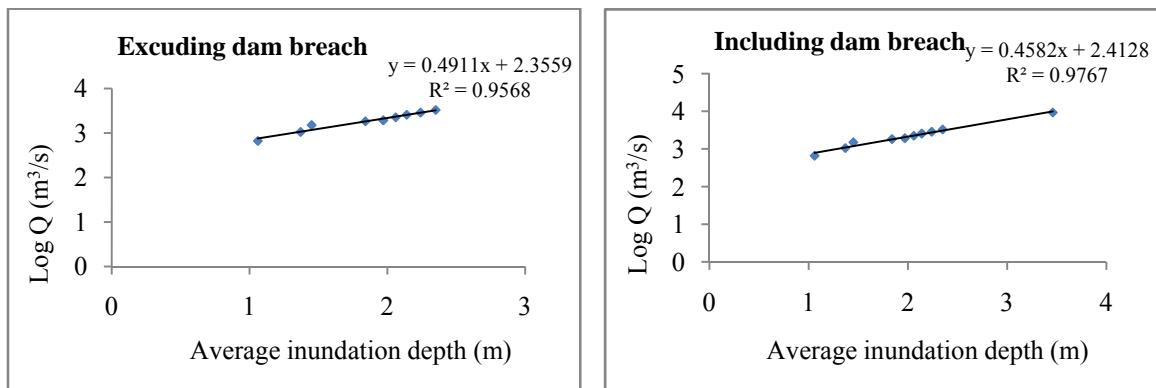 Excuding dam breach
y = 0.4911x + 2.3559
R² = 0.9568
4
3
2
1
0
0 1 2 3
Log Q (m³/s)
Average inundation depth (m)
Including dam breach
y = 0.4582x + 2.4128
R² = 0.9767
5
4
3
2
1
0
0 1 2 3 4
Log Q (m³/s)
Average inundation depth (m)